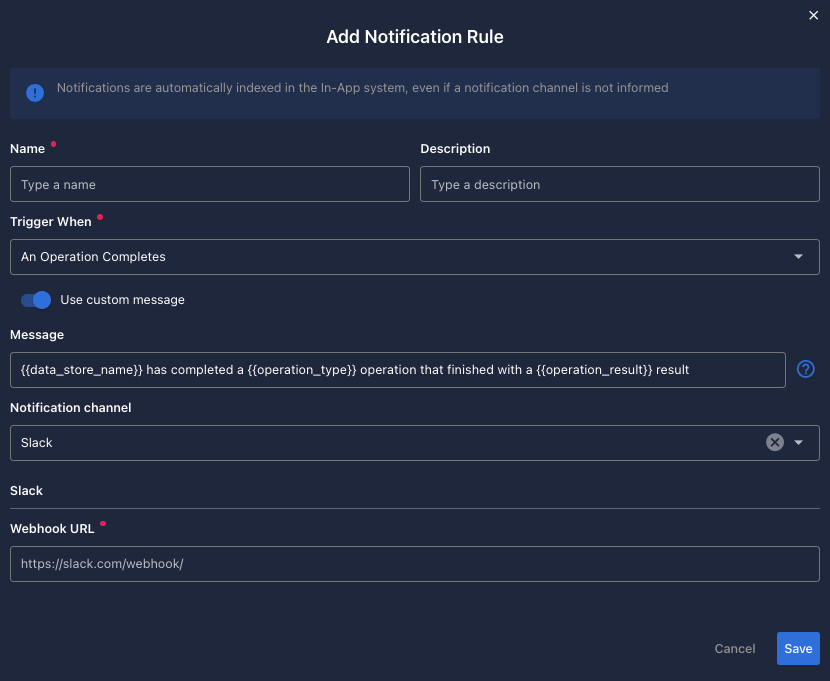 Add Notification Rule
Notifications are automatically indexed in the In-App system, even if a notification channel is not informed
Name
Description
Type a name
Type a description
Trigger When
An Operation Completes
Use custom message
Message
{{data_store_name}} has completed a {{operation_type}} operation that finished with a {{operation_result}} result
Notification channel
Slack
Slack
Webhook URL
https://slack.com/webhook/
Cancel
Save